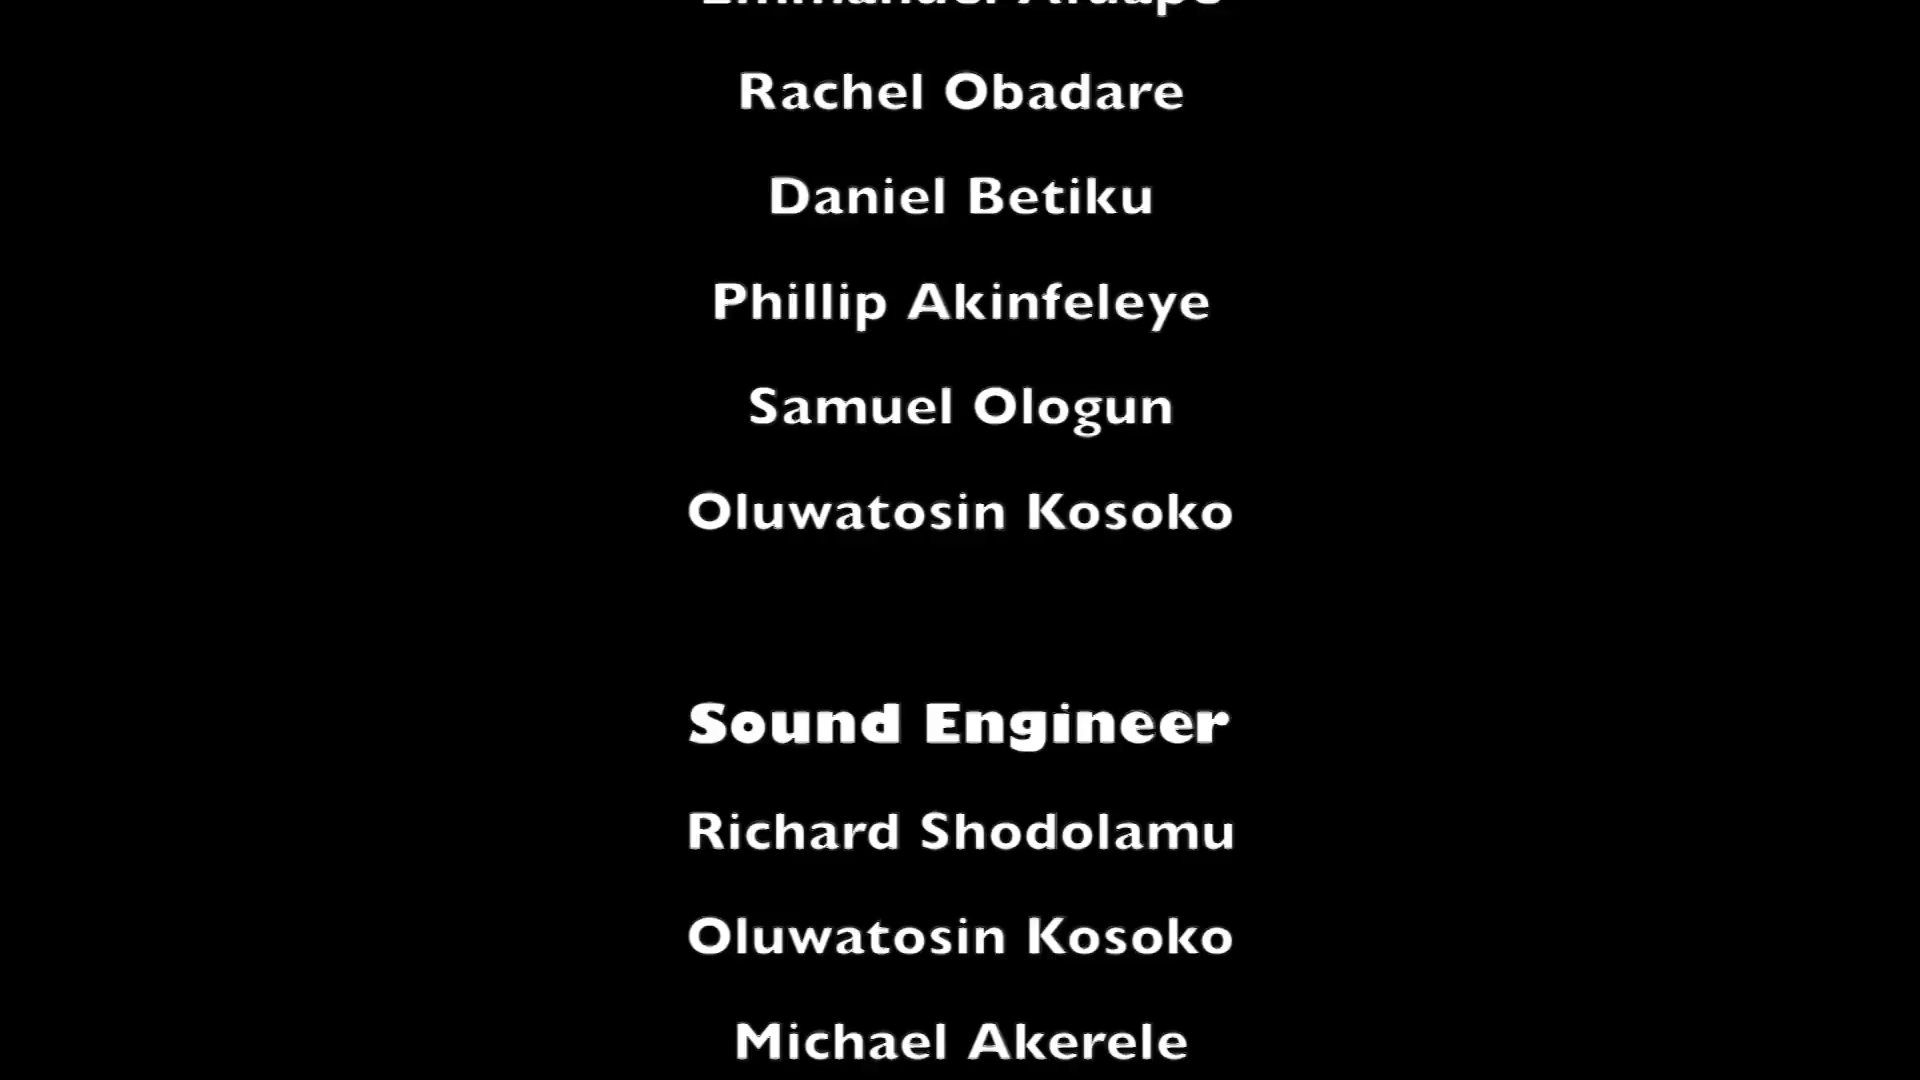 Rachel Obadare
Daniel Betiku
Phillip Akinfeleye
Samuel Ologun
Oluwatosin Kosoko
Sound Engineer
Richard Shodolamu
Oluwatosin Kosoko
Michael Akerele